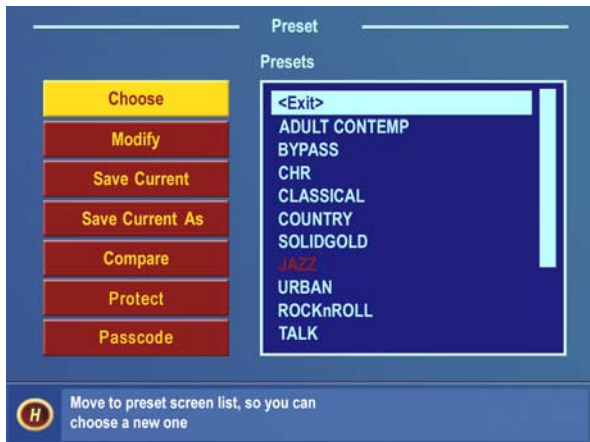 Preset
Presets
Choose
Modify
Save Current
Save Current As
Compare
Protect
Passcode
<Exit>
ADULT CONTEMP
BYPASS
CHR
CLASSICAL
COUNTRY
SOLIDGOLD
JAZZ
URBAN
ROCKnROLL
TALK
H
Move to preset screen list, so you can
choose a new one